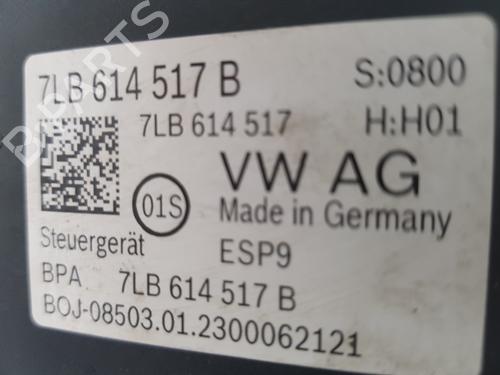 7LB 614 517 B S:0800
7LB 614 517 H:H01
01S VW AG
Made in Germany
Steuergerät ESP9
BPA 7LB 614 517 B
BOJ-08503.01.2300062121
B-PARTS